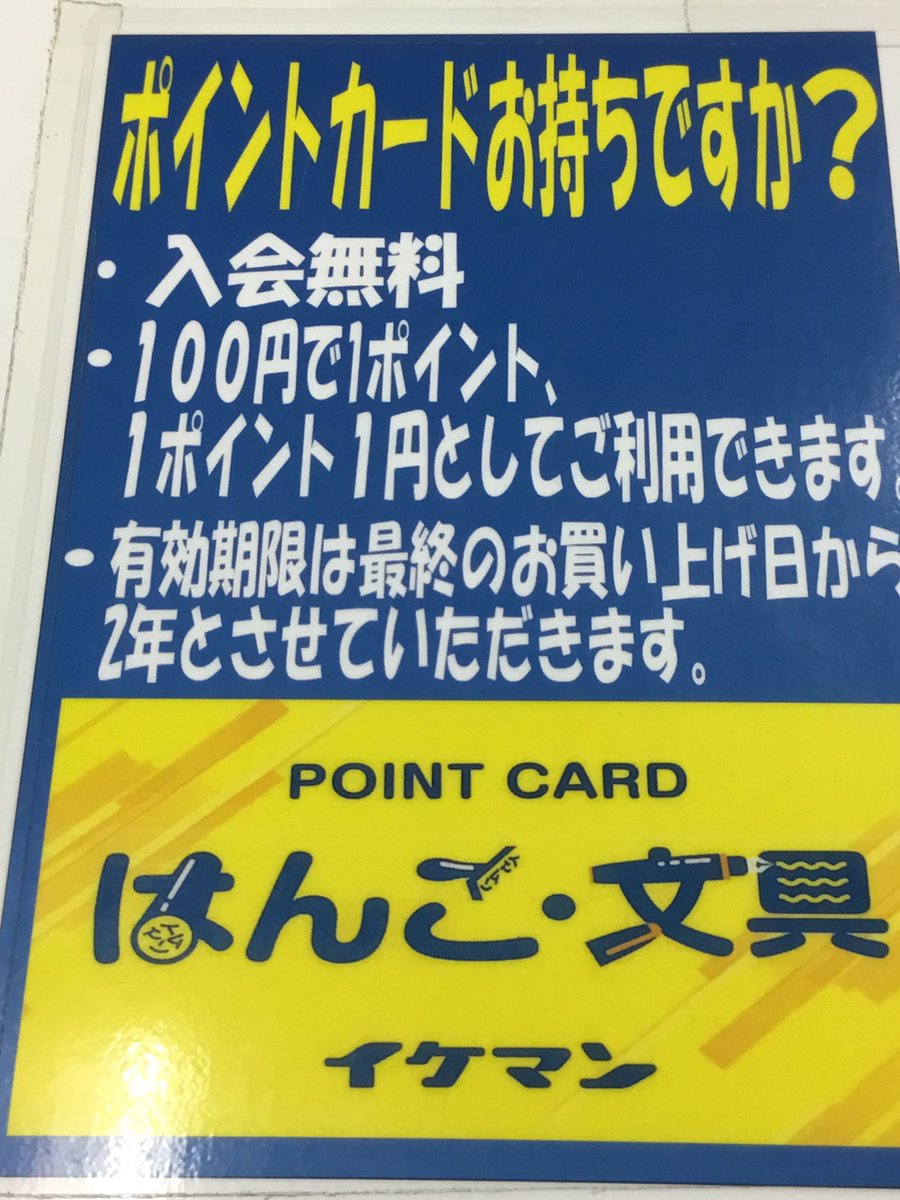 ポイントカードお持ちですか？
・入会無料
・100円で1ポイント、
1ポイント1円としてご利用できます。
・有効期限は最終のお買い上げ日から
2年とさせていただきます。
POINT CARD
はんこ・文具
イケマン